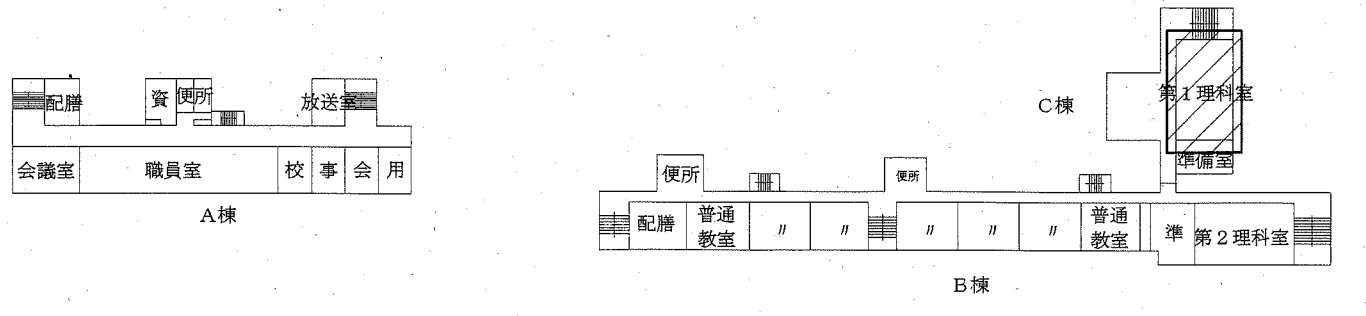 配膳
資
便所
放送室
会議室
職員室
校
事
会
用
A棟
第1理科室
C棟
準備室
便所
便所
配膳
普通
教室
〃
〃
〃
〃
〃
普通
教室
準
第2理科室
B棟